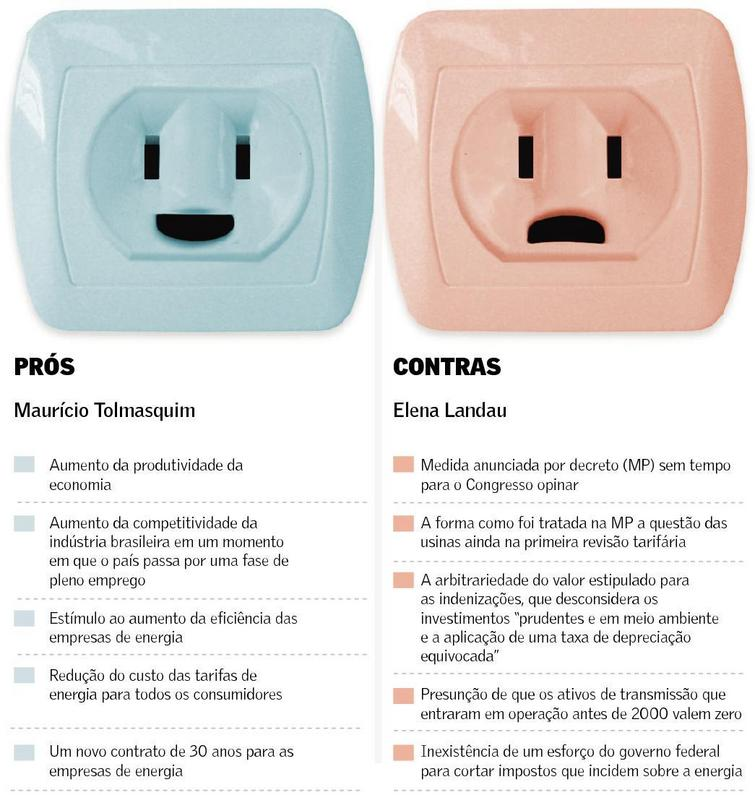 PRÓS
Maurício Tolmasquim
Aumento da produtividade da
economia
Aumento da competitividade da
indústria brasileira em um momento
em que o país passa por uma fase de
pleno emprego
Estímulo ao aumento da eficiência das
empresas de energia
Redução do custo das tarifas de
energia para todos os consumidores
Um novo contrato de 30 anos para as
empresas de energia
CONTRAS
Elena Landau
Medida anunciada por decreto (MP) sem tempo
para o Congresso opinar
A forma como foi tratada na MP a questão das
usinas ainda na primeira revisão tarifária
A arbitrariedade do valor estipulado para
as indenizações, que desconsidera os
investimentos “prudentes e em meio ambiente
e a aplicação de uma taxa de depreciação
equivocada”
Presunção de que os ativos de transmissão que
entraram em operação antes de 2000 valem zero
Inexistência de um esforço do governo federal
para cortar impostos que incidem sobre a energia